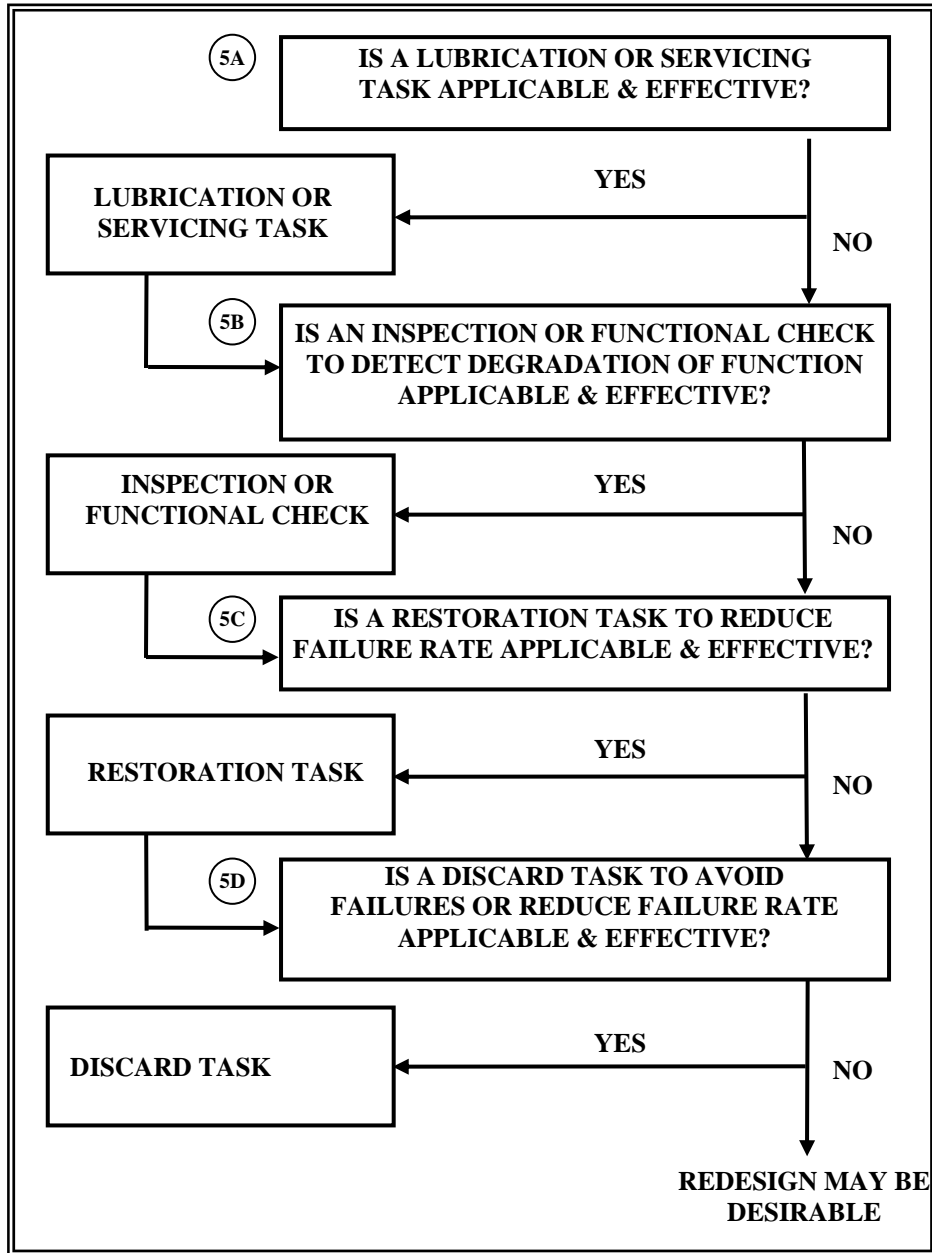 5A
IS A LUBRICATION OR SERVICING
TASK APPLICABLE & EFFECTIVE?
YES
LUBRICATION OR
SERVICING TASK
NO
5B
IS AN INSPECTION OR FUNCTIONAL CHECK
TO DETECT DEGRADATION OF FUNCTION
APPLICABLE & EFFECTIVE?
YES
INSPECTION OR
FUNCTIONAL CHECK
NO
5C
IS A RESTORATION TASK TO REDUCE
FAILURE RATE APPLICABLE & EFFECTIVE?
YES
RESTORATION TASK
NO
5D
IS A DISCARD TASK TO AVOID
FAILURES OR REDUCE FAILURE RATE
APPLICABLE & EFFECTIVE?
YES
DISCARD TASK
NO
REDESIGN MAY BE
DESIRABLE